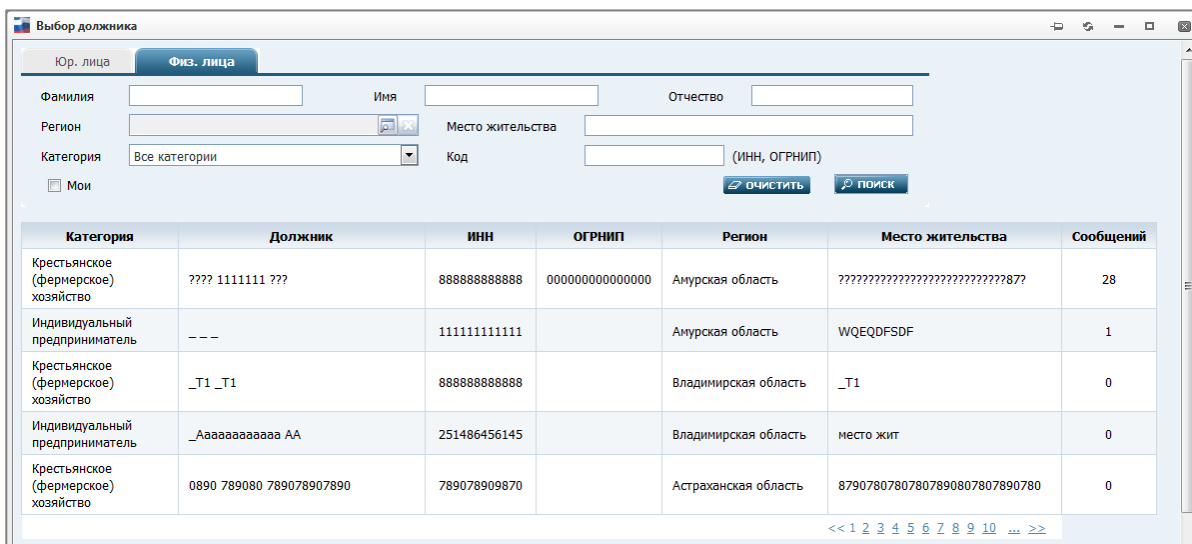 Выбор должника
Юр. лица Физ. лица
Фамилия Имя Отчество
Регион Место жительства
Категория Все категории Код (ИНН, ОГРНИП)
Мои ОЧИСТИТЬ ПОИСК
Категория Должник ИНН ОГРНИП Регион Место жительства Сообщений
Крестьянское
(фермерское)
хозяйство
???? 1111111 ??? 888888888888 000000000000000 Амурская область ????????????????????????????87? 28
Индивидуальный
предприниматель
_ _ _ 111111111111 Амурская область WQEQDFSDF 1
Крестьянское
(фермерское)
хозяйство
_T1 _T1 888888888888 Владимирская область _T1 0
Индивидуальный
предприниматель
_Аааааааааааа АА 251486456145 Владимирская область место жит 0
Крестьянское
(фермерское)
хозяйство
0890 789080 789078907890 789078909870 Астраханская область 87907807807807890807807890780 0
<< 1 2 3 4 5 6 7 8 9 10 ... >>